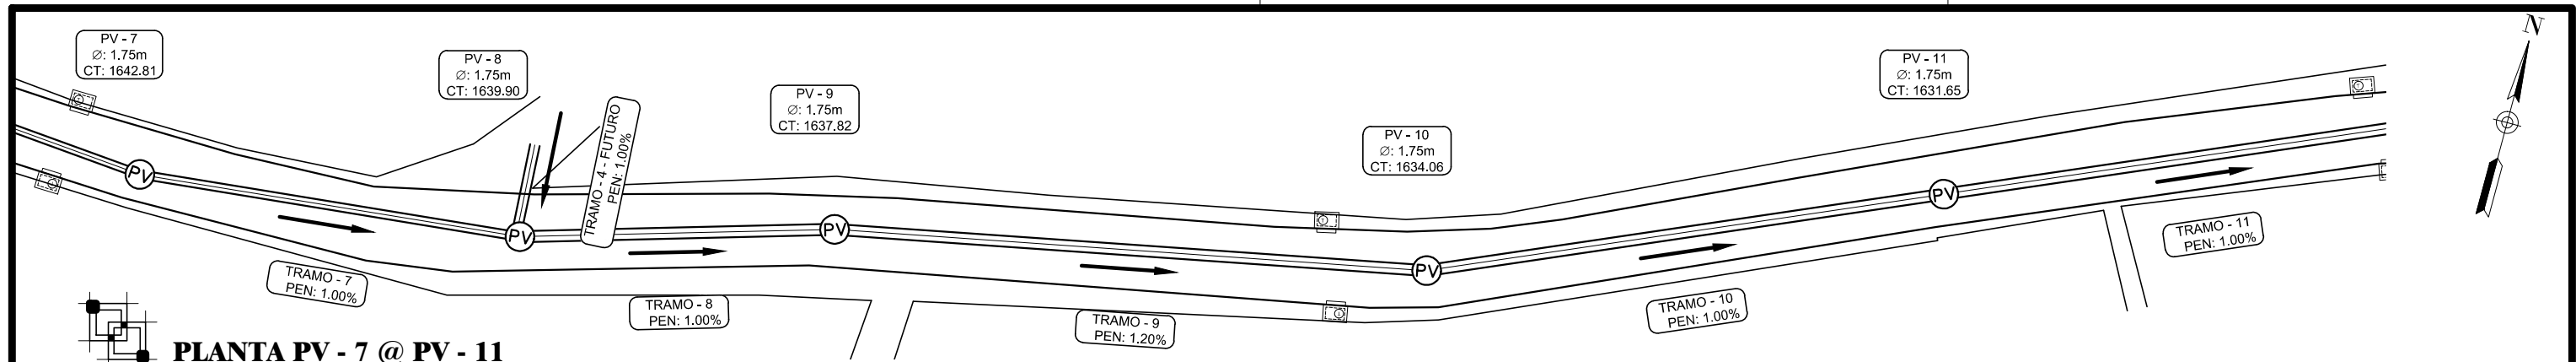 PV - 7
Ø: 1.75m
CT: 1642.81
PV - 8
Ø: 1.75m
CT: 1639.90
TRAMO - 4 - FUTURO
PEN: 1.00%
PV - 9
Ø: 1.75m
CT: 1637.82
PV - 10
Ø: 1.75m
CT: 1634.06
PV - 11
Ø: 1.75m
CT: 1631.65
N
PV
PV
PV
PV
PV
TRAMO - 7
PEN: 1.00%
TRAMO - 8
PEN: 1.00%
TRAMO - 9
PEN: 1.20%
TRAMO - 10
PEN: 1.00%
TRAMO - 11
PEN: 1.00%
PLANTA PV - 7 @ PV - 11